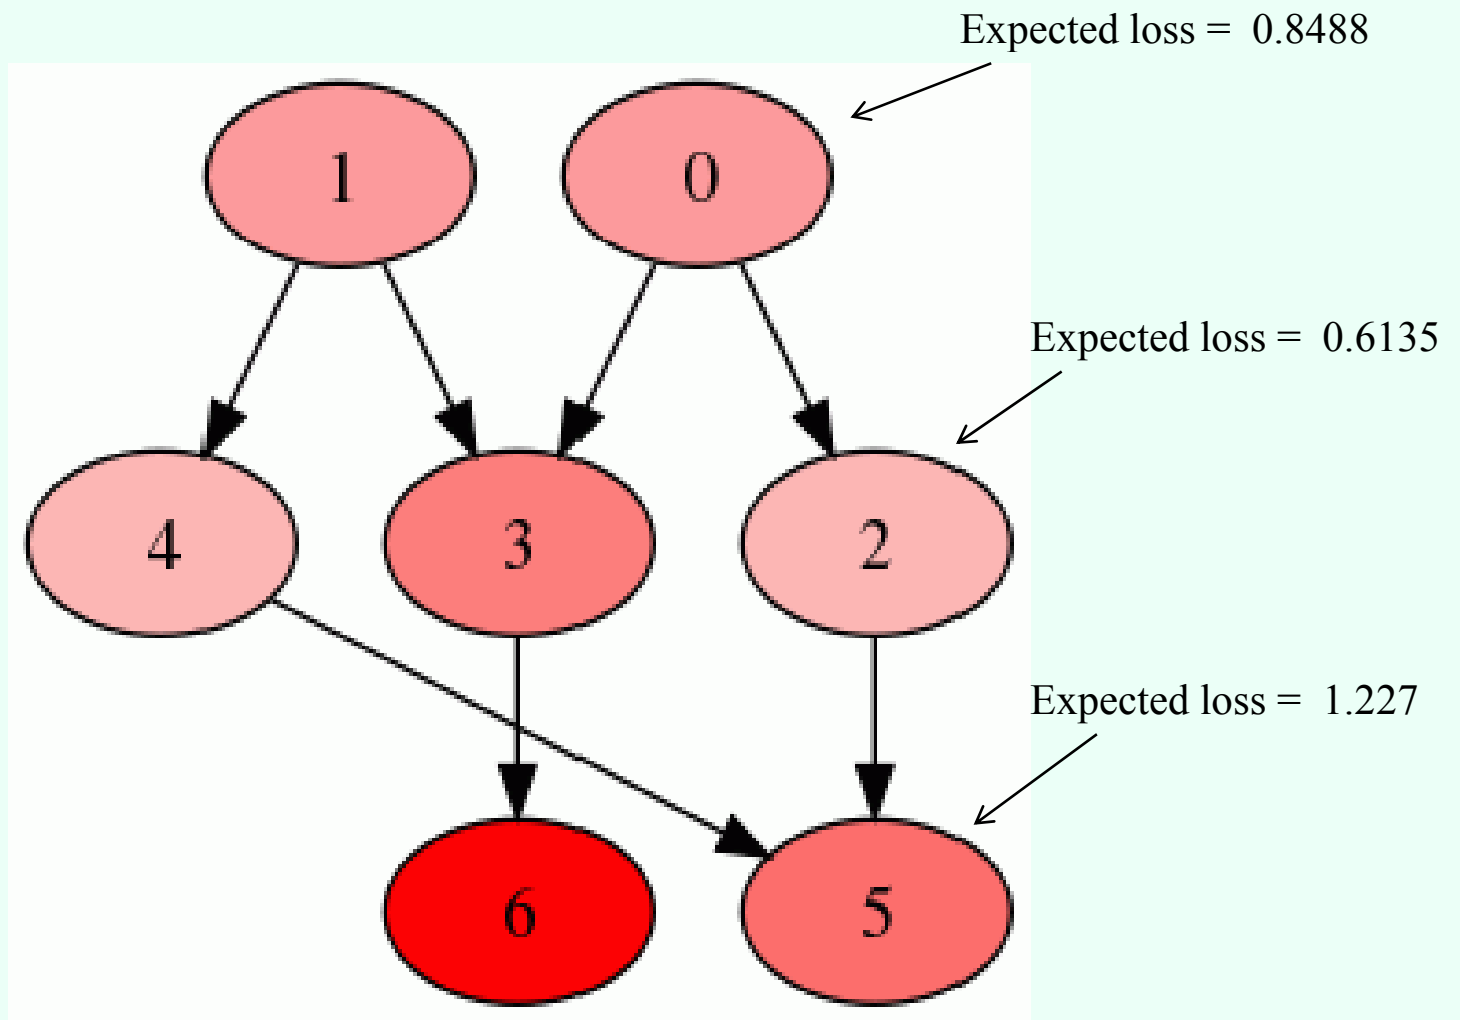 Expected loss = 0.8488
1
0
Expected loss = 0.6135
4
3
2
Expected loss = 1.227
6
5